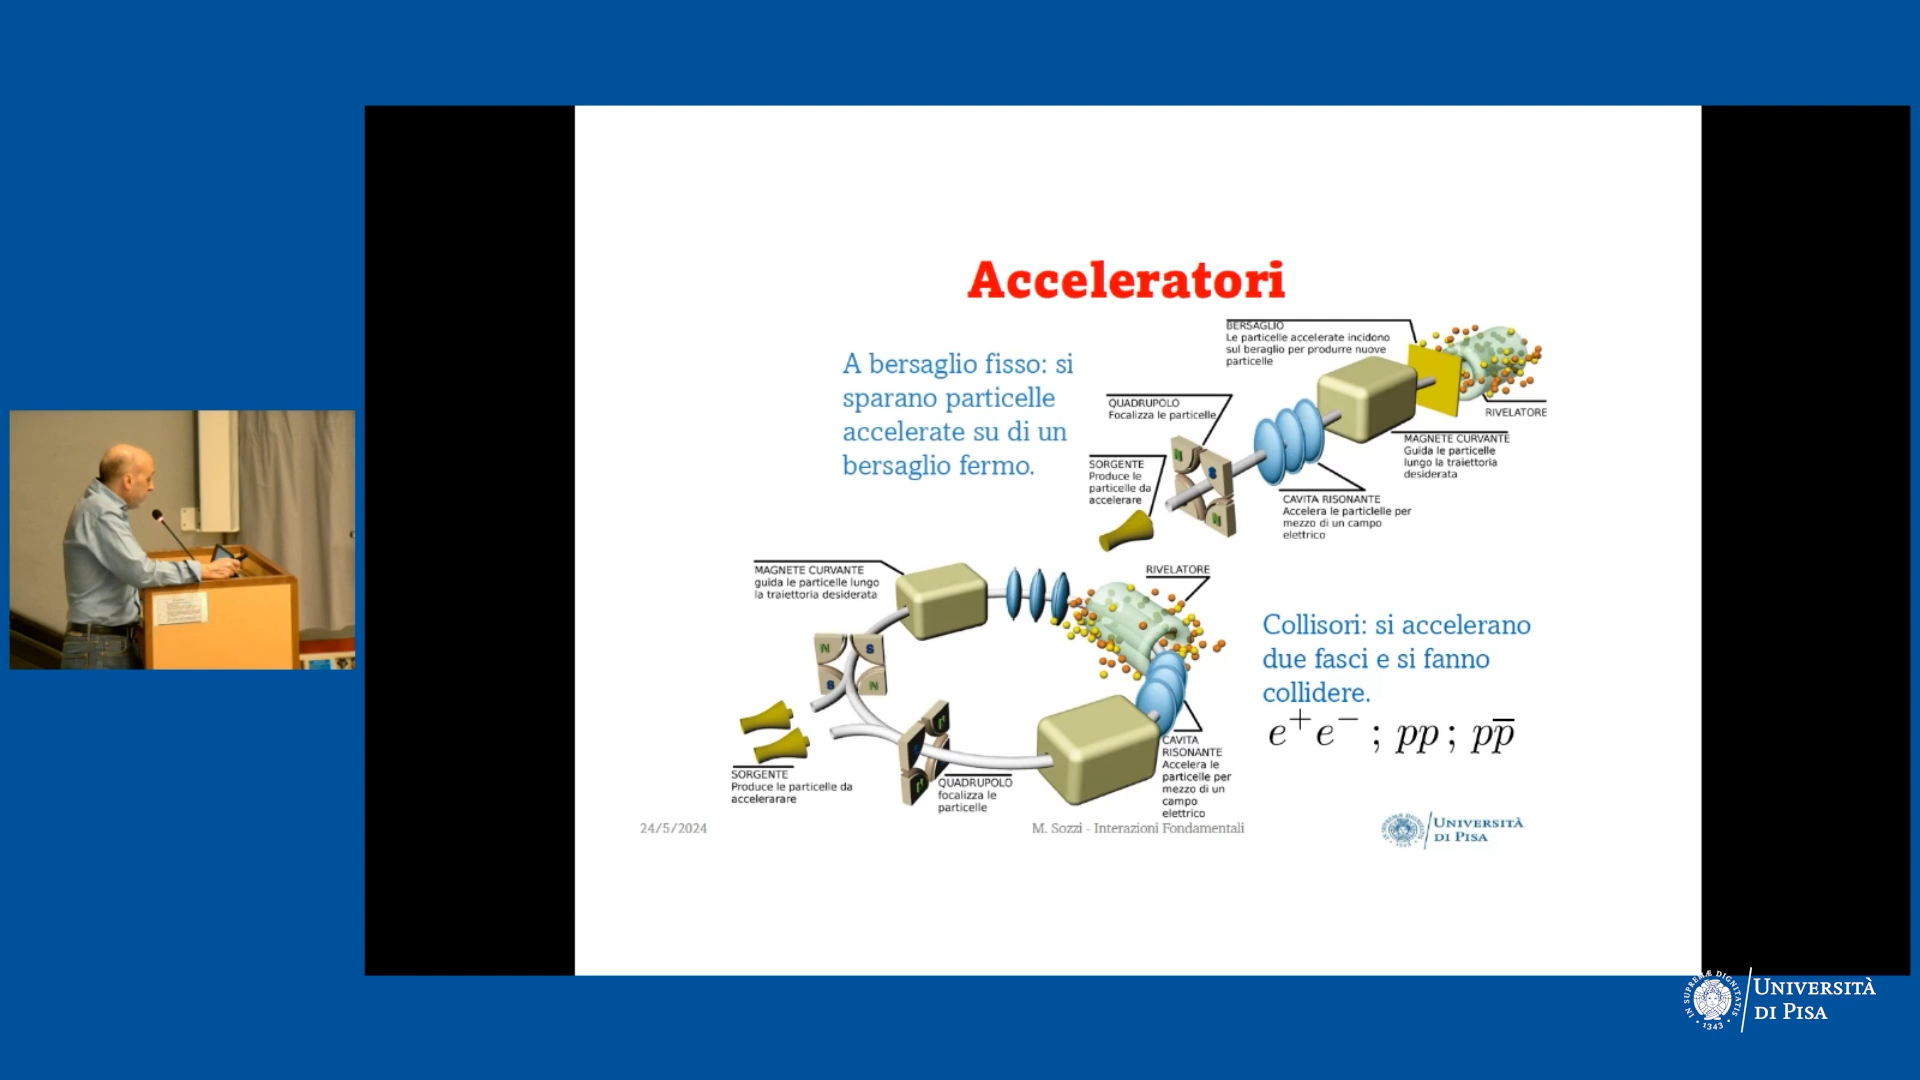 Acceleratori
A bersaglio fisso: si
sparano particelle
accelerate su di un
bersaglio fermo.
BERSAGLIO
Le particelle accelerate incidono
sul beraglio per produrre nuove
particelle
QUADRUPOLO
Focalizza le particelle
SORGENTE
Produce le
particelle da
accelerare
N
S
N
RIVELATORE
MAGNETE CURVANTE
Guida le particelle
lungo la traiettoria
desiderata
CAVITA RISONANTE
Accelera le particlelle per
mezzo di un campo
elettrico
MAGNETE CURVANTE
guida le particelle lungo
la traiettoria desiderata
RIVELATORE
N S
S N
SORGENTE
Produce le particelle da
accelerarare
QUADRUPOLO
focalizza le
particelle
CAVITA
RISONANTE
Accelera le
particelle per
mezzo di un
campo
elettrico
Collisori: si accelerano
due fasci e si fanno
collidere.
e⁺e⁻ ; pp ; pp̅
24/5/2024
M. Sozzi - Interazioni Fondamentali
UNIVERSITÀ
DI PISA
IN SUPREMÆ DIGNITATIS
1343
UNIVERSITÀ
DI PISA